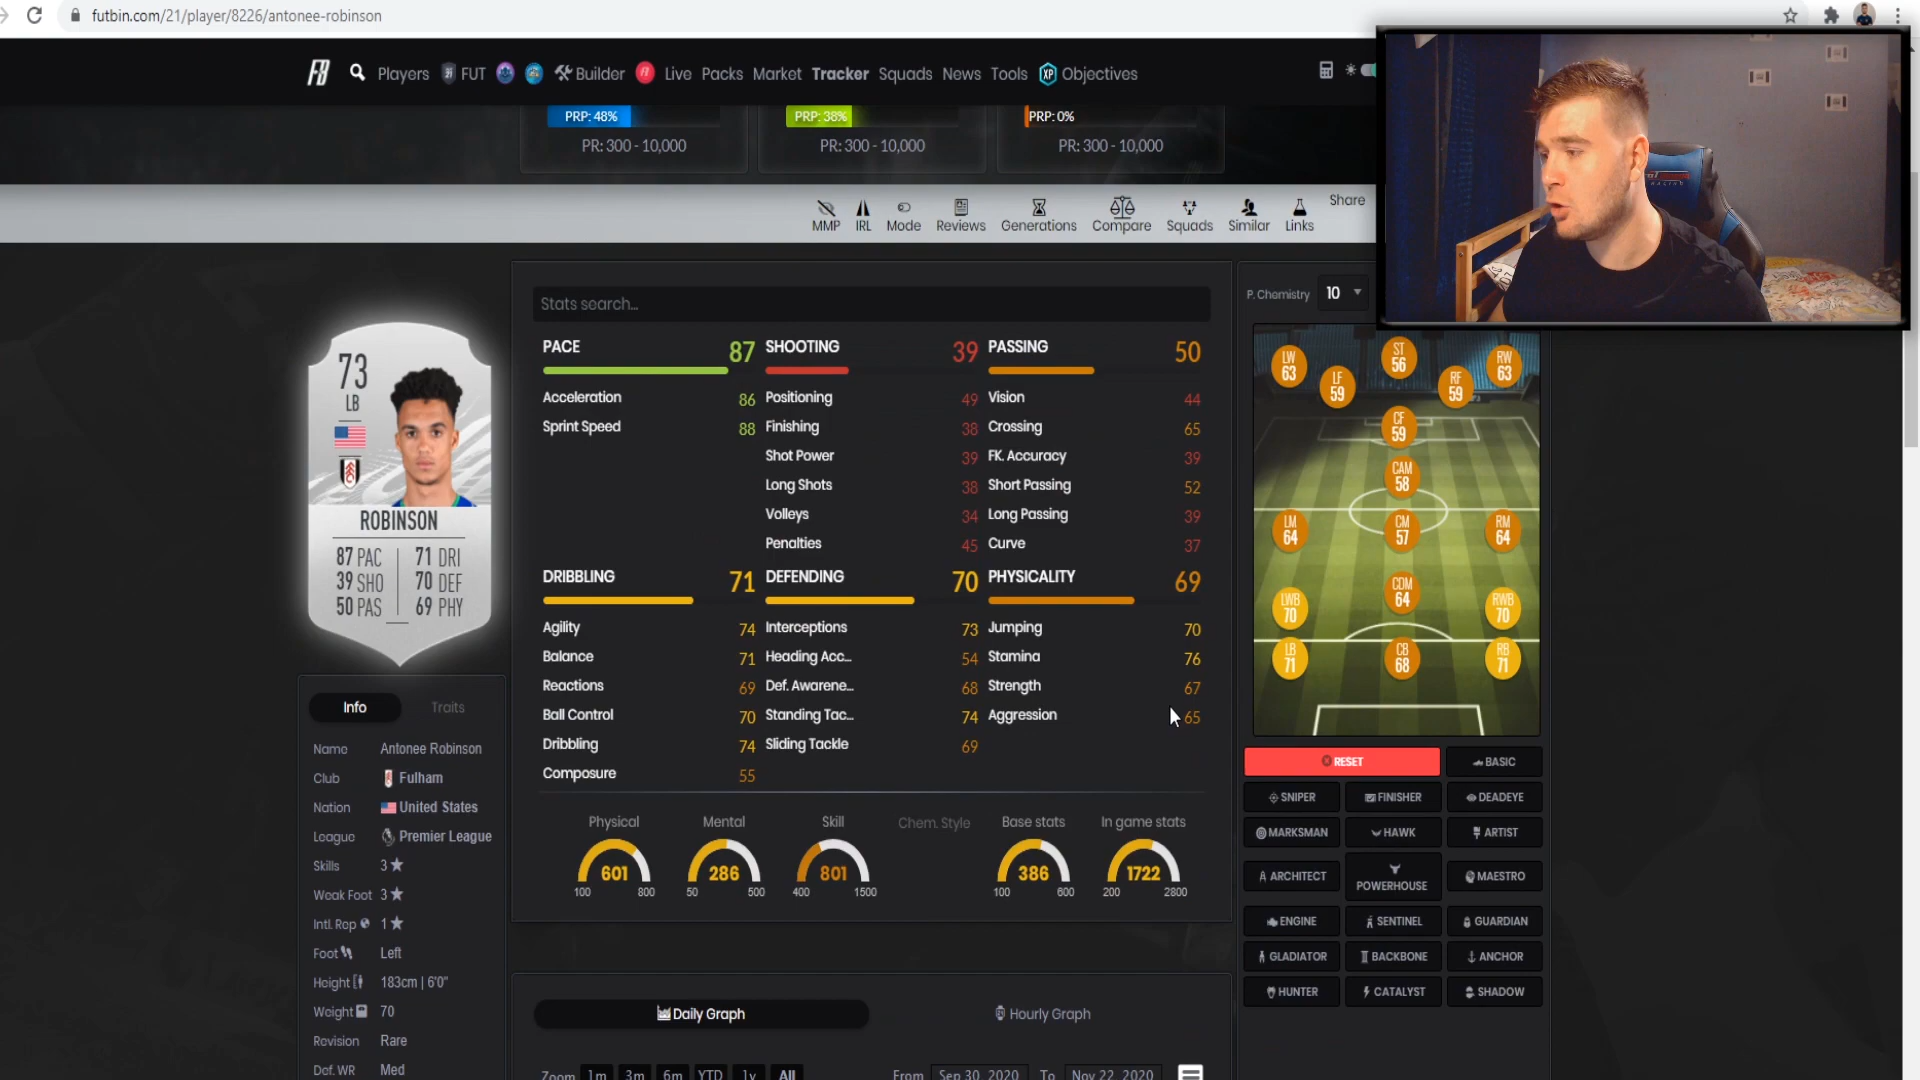 futbin.com/21/player/8226/antonee-robinson
Players FUT Builder Live Packs Market Tracker Squads News Tools XP Objectives
PRP: 48% PRP: 38% PRP: 0%
PR: 300 - 10,000 PR: 300 - 10,000 PR: 300 - 10,000
MMP IRL Mode Reviews Generations Compare Squads Similar Links Share
Stats search...
P. Chemistry 10
PACE 87 SHOOTING 39 PASSING 50
Acceleration 86 Positioning 49 Vision 44
Sprint Speed 88 Finishing 38 Crossing 65
Shot Power 39 FK. Accuracy 39
Long Shots 38 Short Passing 52
Volleys 34 Long Passing 39
Penalties 45 Curve 37
DRIBBLING 71 DEFENDING 70 PHYSICALITY 69
Agility 74 Interceptions 73 Jumping 70
Balance 71 Heading Acc... 54 Stamina 76
Reactions 69 Def. Awarene... 68 Strength 67
Ball Control 70 Standing Tac... 74 Aggression 65
Dribbling 74 Sliding Tackle 69
Composure 55
Physical Mental Skill Chem. Style Base stats In game stats
601 286 801 386 1722
100 800 50 500 400 1500 100 600 200 2800
73
LB
ROBINSON
87 PAC 71 DRI
39 SHO 70 DEF
50 PAS 69 PHY
Info Traits
Name Antonee Robinson
Club Fulham
Nation United States
League Premier League
Skills 3
Weak Foot 3
Intl. Rep 1
Foot Left
Height 183cm | 6'0"
Weight 70
Revision Rare
Def. WR Med
LW 63 ST 56 RW 63
LF 59 RF 59
CF 59
CAM 58
LM 64 CM 57 RM 64
CDM 64
LWB 70 RWB 70
LB 71 CB 68 RB 71
RESET BASIC
SNIPER FINISHER DEADEYE
MARKSMAN HAWK ARTIST
ARCHITECT POWERHOUSE MAESTRO
ENGINE SENTINEL GUARDIAN
GLADIATOR BACKBONE ANCHOR
HUNTER CATALYST SHADOW
Daily Graph Hourly Graph
Zoom 1m 3m 6m YTD 1y All From Sep 30, 2020 To Nov 22, 2020